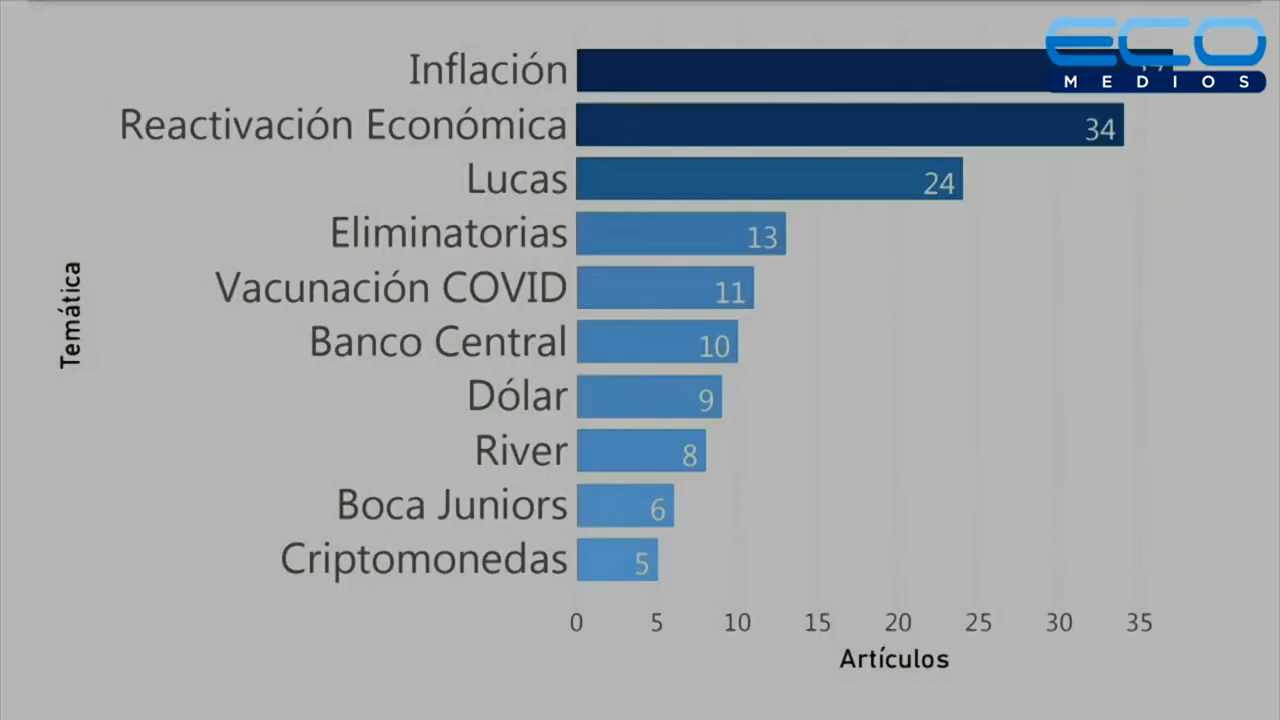 ECO
MEDIOS
Inflación
Reactivación Económica 34
Lucas 24
Eliminatorias 13
Vacunación COVID 11
Banco Central 10
Dólar 9
River 8
Boca Juniors 6
Criptomonedas 5
Temática
0 5 10 15 20 25 30 35
Artículos